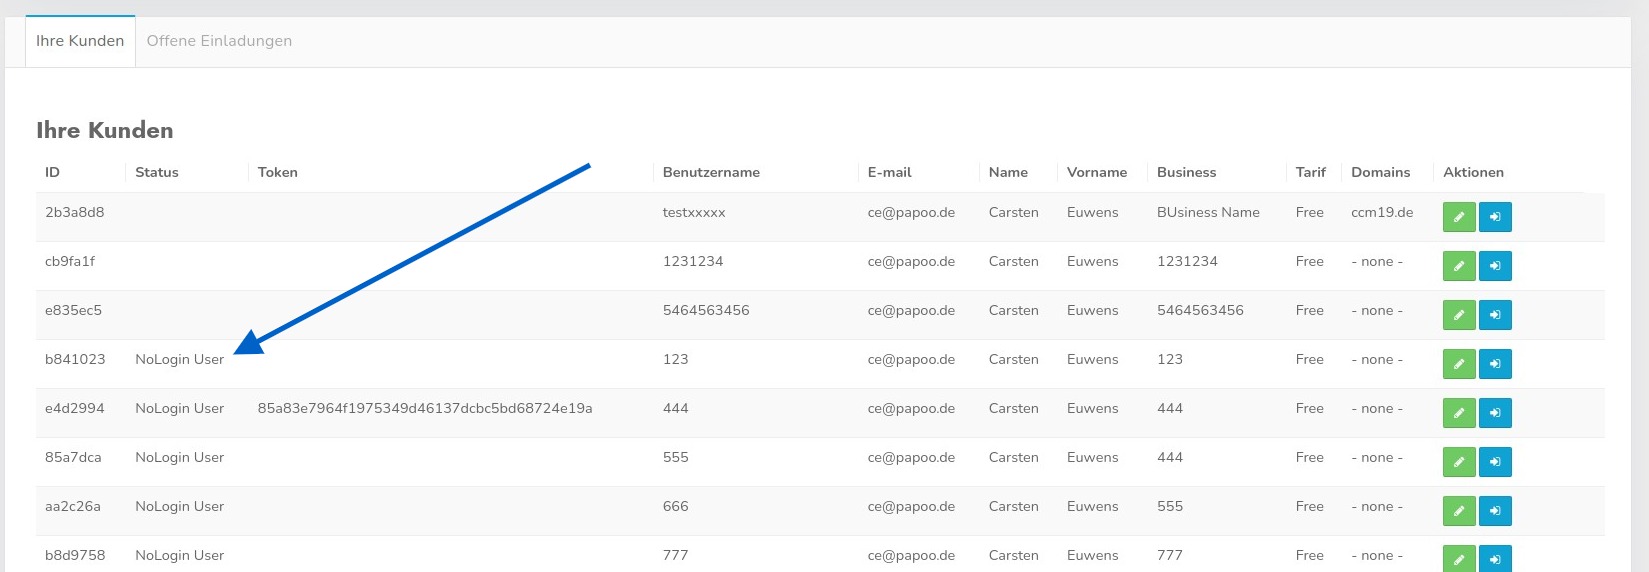 Ihre Kunden Offene Einladungen
Ihre Kunden
ID Status Token Benutzername E-mail Name Vorname Business Tarif Domains Aktionen
2b3a8d8 testxxxxx ce@papoo.de Carsten Euwens BUsiness Name Free ccm19.de
cb9fa1f 1231234 ce@papoo.de Carsten Euwens 1231234 Free - none -
e835ec5 5464563456 ce@papoo.de Carsten Euwens 5464563456 Free - none -
b841023 NoLogin User 123 ce@papoo.de Carsten Euwens 123 Free - none -
e4d2994 NoLogin User 85a83e7964f1975349d46137dcbc5bd68724e19a 444 ce@papoo.de Carsten Euwens 444 Free - none -
85a7dca NoLogin User 555 ce@papoo.de Carsten Euwens 444 Free - none -
aa2c26a NoLogin User 666 ce@papoo.de Carsten Euwens 555 Free - none -
b8d9758 NoLogin User 777 ce@papoo.de Carsten Euwens 777 Free - none -